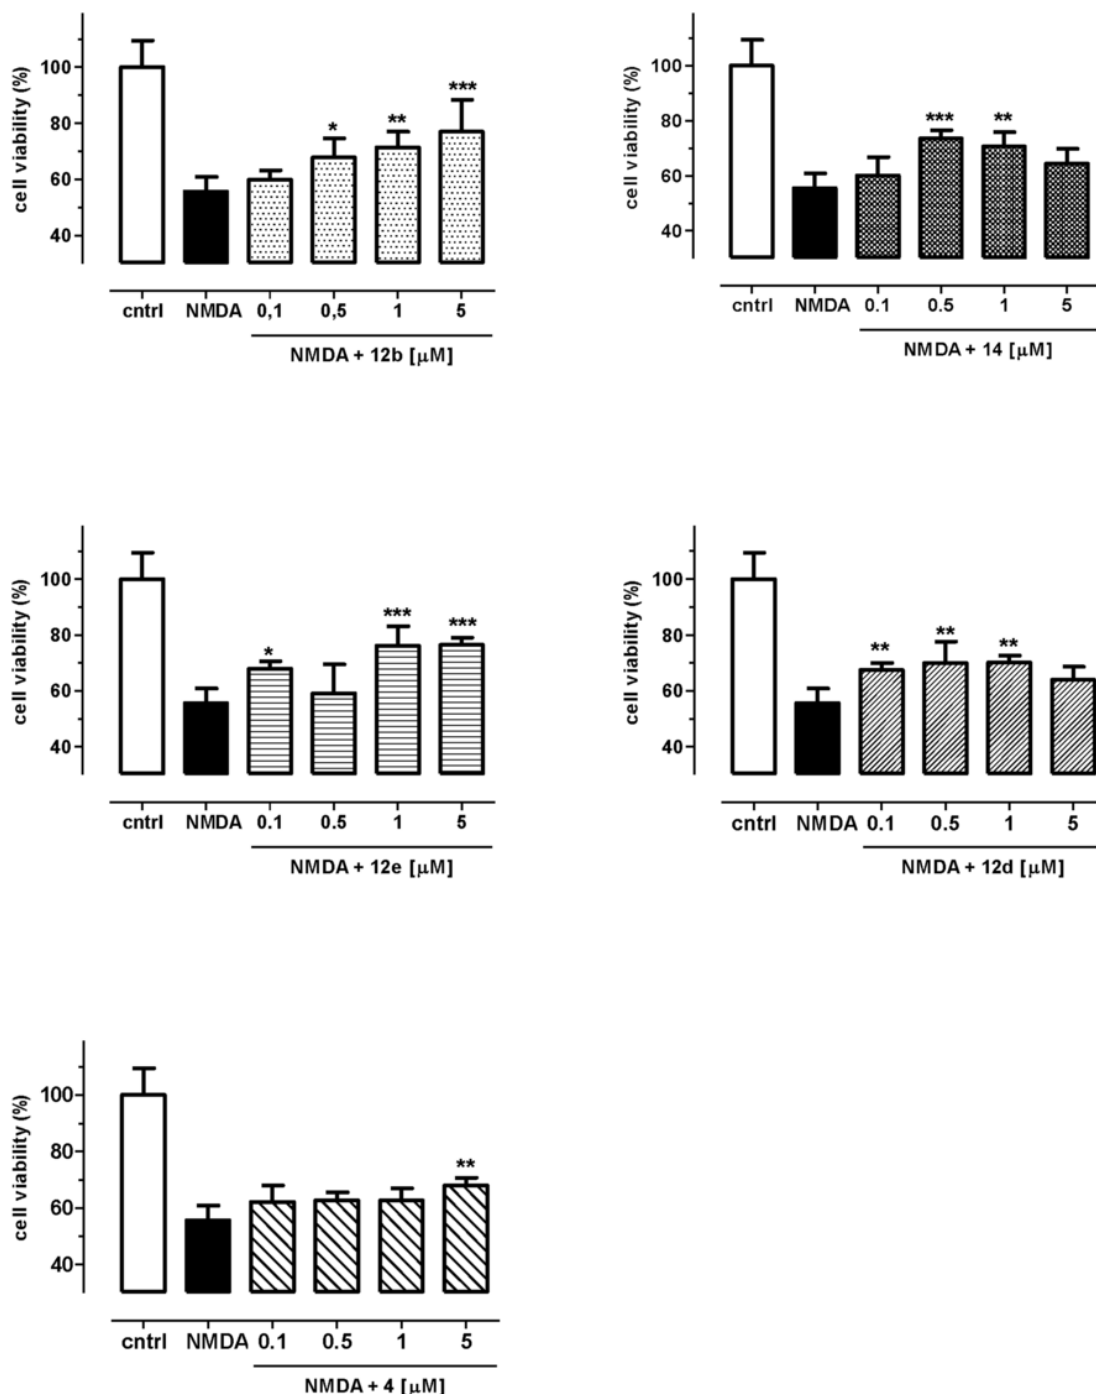 cell viability (%)
100
80
60
40
*
**
***
cntrl NMDA 0,1 0,5 1 5
NMDA + 12b [μM]
cell viability (%)
100
80
60
40
***
**
cntrl NMDA 0.1 0.5 1 5
NMDA + 14 [μM]
cell viability (%)
100
80
60
40
*
***
***
cntrl NMDA 0.1 0.5 1 5
NMDA + 12e [μM]
cell viability (%)
100
80
60
40
**
**
**
cntrl NMDA 0.1 0.5 1 5
NMDA + 12d [μM]
cell viability (%)
100
80
60
40
**
cntrl NMDA 0.1 0.5 1 5
NMDA + 4 [μM]